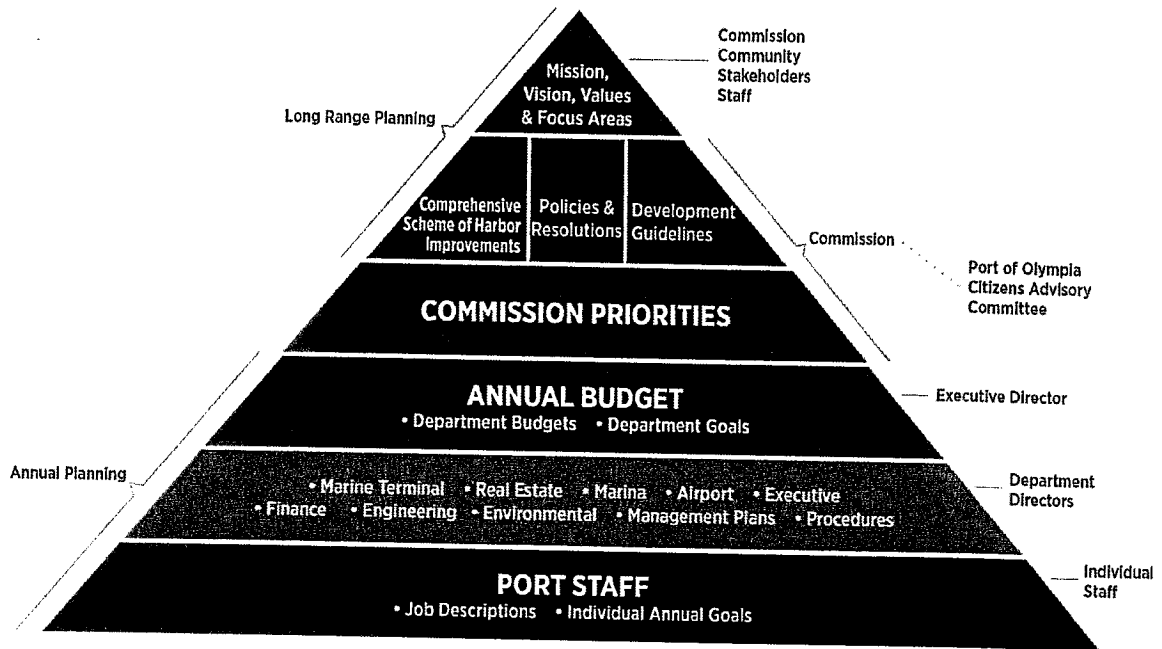 Commission
Community
Stakeholders
Staff
Mission,
Vision, Values
& Focus Areas
Long Range Planning
Comprehensive
Scheme of Harbor
Improvements
Policies &
Resolutions
Development
Guidelines
Commission
Port of Olympia
Citizens Advisory
Committee
COMMISSION PRIORITIES
ANNUAL BUDGET
• Department Budgets • Department Goals
Executive Director
Annual Planning
• Marine Terminal • Real Estate • Marina • Airport • Executive
• Finance • Engineering • Environmental • Management Plans • Procedures
Department
Directors
PORT STAFF
• Job Descriptions • Individual Annual Goals
Individual
Staff